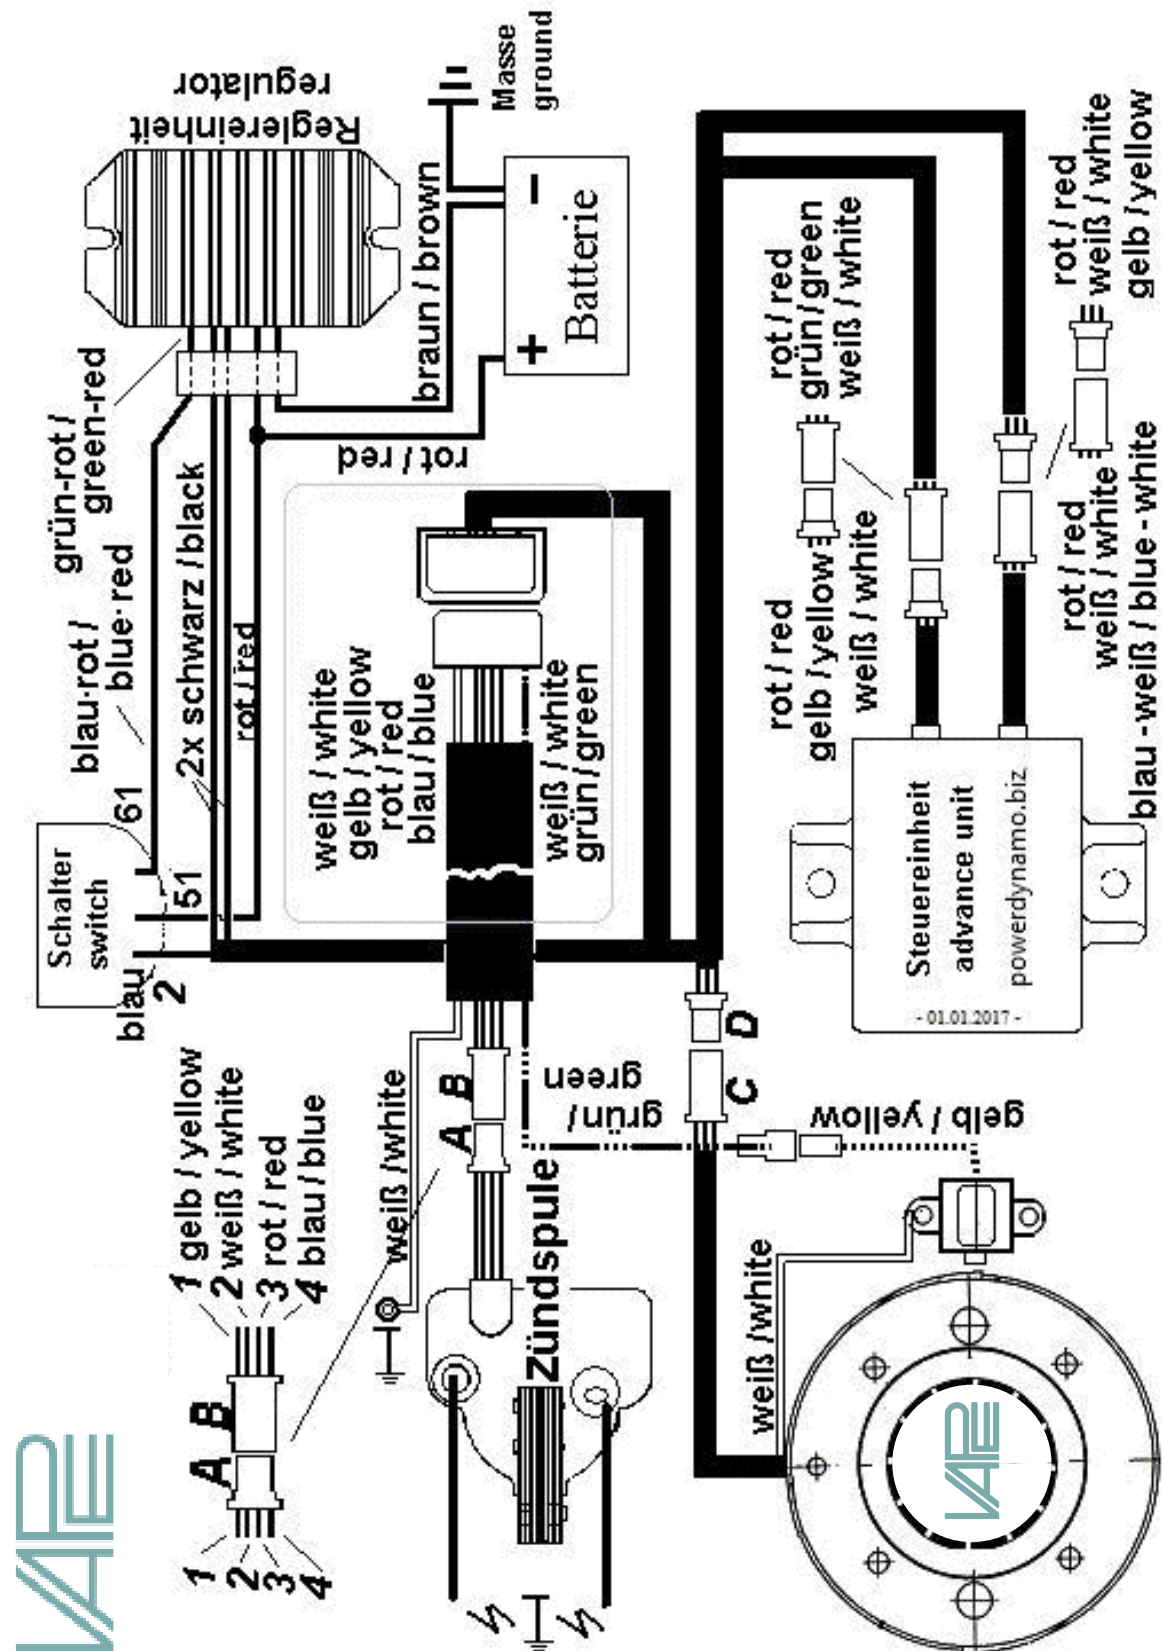 VAPE
Reglereinheit
regulator
Masse
ground
grün-rot /
green-red
blau-rot /
blue-red
braun / brown
Batterie
+
−
rot / red
2x schwarz / black
rot / red
Schalter
switch
61
51
2
blau
weiß / white
gelb / yellow
rot / red
blau / blue
weiß / white
grün / green
1 gelb / yellow
2 weiß / white
3 rot / red
4 blau / blue
A B
1
2
3
4
weiß / white
A B
grün /
green
C D
gelb / yellow
Zündspule
weiß / white
VAPE
rot / red
grün / green
weiß / white
rot / red
gelb / yellow
weiß / white
rot / red
weiß / white
gelb / yellow
rot / red
weiß / white
blau - weiß / blue - white
Steuereinheit
advance unit
powerdynamo.biz
- 01.01.2017 -